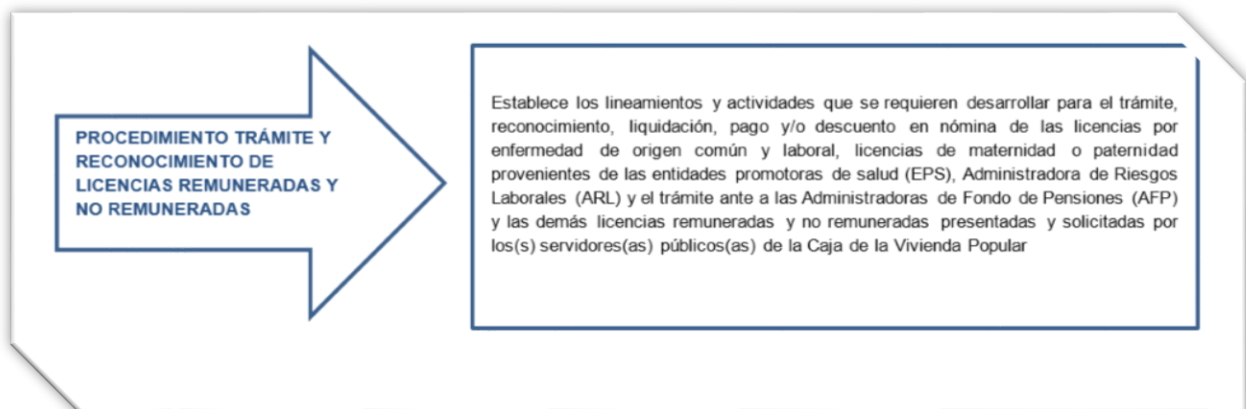 PROCEDIMIENTO TRÁMITE Y
RECONOCIMIENTO DE
LICENCIAS REMUNERADAS Y
NO REMUNERADAS
Establece los lineamientos y actividades que se requieren desarrollar para el trámite,
reconocimiento, liquidación, pago y/o descuento en nómina de las licencias por
enfermedad de origen común y laboral, licencias de maternidad o paternidad
provenientes de las entidades promotoras de salud (EPS), Administradora de Riesgos
Laborales (ARL) y el trámite ante a las Administradoras de Fondo de Pensiones (AFP)
y las demás licencias remuneradas y no remuneradas presentadas y solicitadas por
los(s) servidores(as) públicos(as) de la Caja de la Vivienda Popular